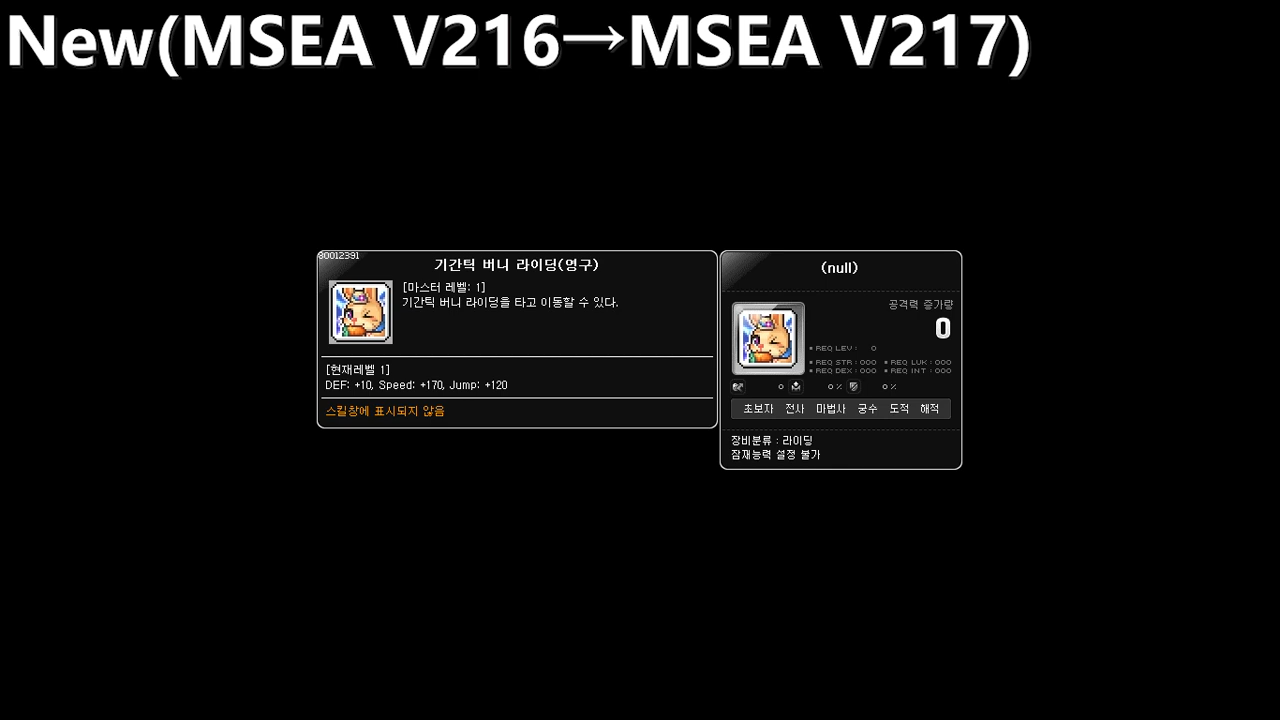 New(MSEA V216→MSEA V217)
80012391
기간틱 버니 라이딩(영구)
[마스터 레벨: 1]
기간틱 버니 라이딩을 타고 이동할 수 있다.
[현재레벨 1]
DEF: +10, Speed: +170, Jump: +120
스킬창에 표시되지 않음
(null)
공격력 증가량
0
REQ LEV : 0
REQ STR : 000 REQ LUK : 000
REQ DEX : 000 REQ INT : 000
0 0 % 0 %
초보자 전사 마법사 궁수 도적 해적
장비분류 : 라이딩
잠재능력 설정 불가